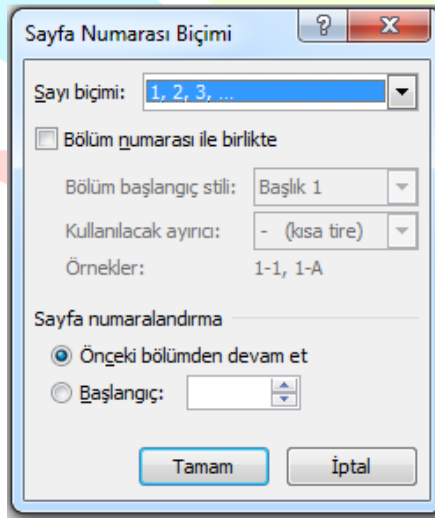 Sayfa Numarası Biçimi
Sayı biçimi: 1, 2, 3, ...
Bölüm numarası ile birlikte
Bölüm başlangıç stili: Başlık 1
Kullanılacak ayırıcı: - (kısa tire)
Örnekler: 1-1, 1-A
Sayfa numaralandırma
Önceki bölümden devam et
Başlangıç:
Tamam İptal